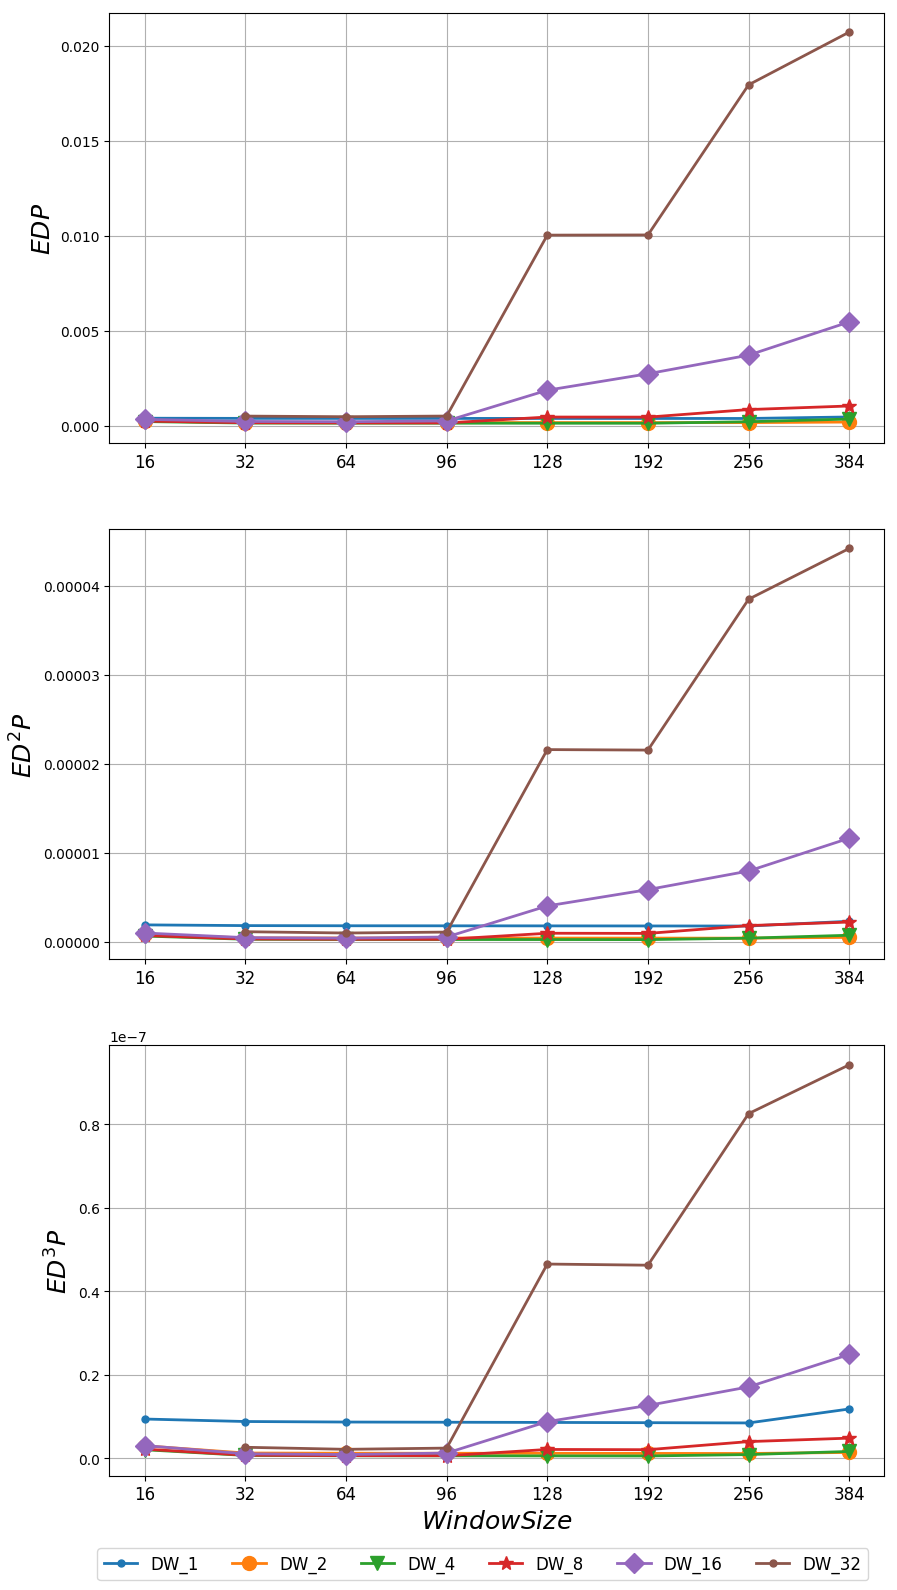 0.020
0.015
0.010
0.005
0.000
EDP
16 32 64 96 128 192 256 384
0.00004
0.00003
0.00002
0.00001
0.00000
ED²P
16 32 64 96 128 192 256 384
1e−7
0.8
0.6
0.4
0.2
0.0
ED³P
16 32 64 96 128 192 256 384
WindowSize
DW_1 DW_2 DW_4 DW_8 DW_16 DW_32